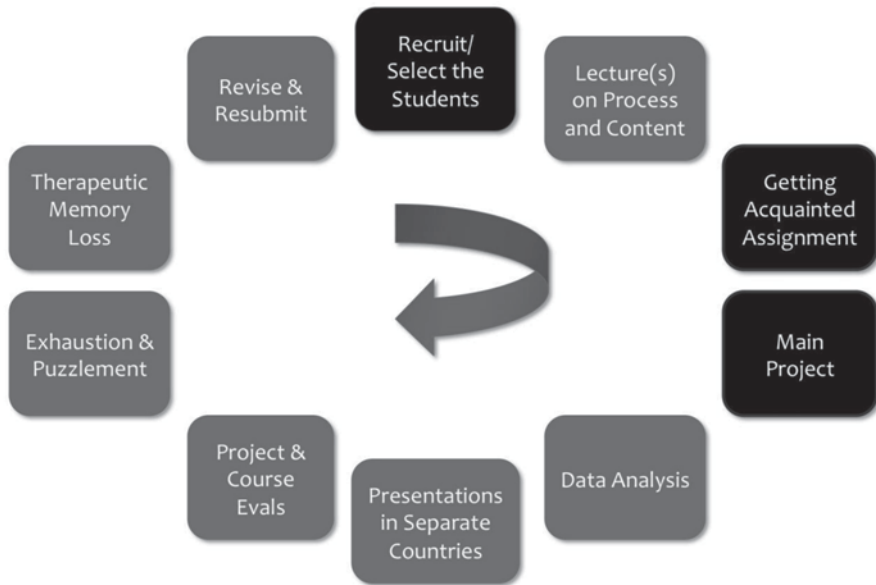 Recruit/
Select the
Students
Lecture(s)
on Process
and Content
Getting
Acquainted
Assignment
Main
Project
Data Analysis
Presentations
in Separate
Countries
Project &
Course
Evals
Exhaustion &
Puzzlement
Therapeutic
Memory
Loss
Revise &
Resubmit